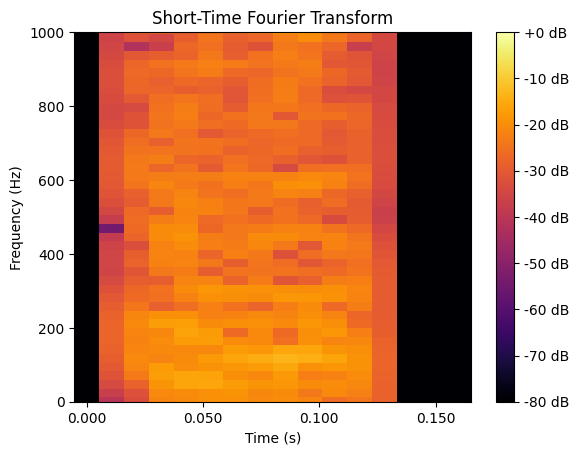 Short-Time Fourier Transform
1000
800
600
400
200
0
Frequency (Hz)
0.000
0.050
0.100
0.150
Time (s)
+0 dB
-10 dB
-20 dB
-30 dB
-40 dB
-50 dB
-60 dB
-70 dB
-80 dB